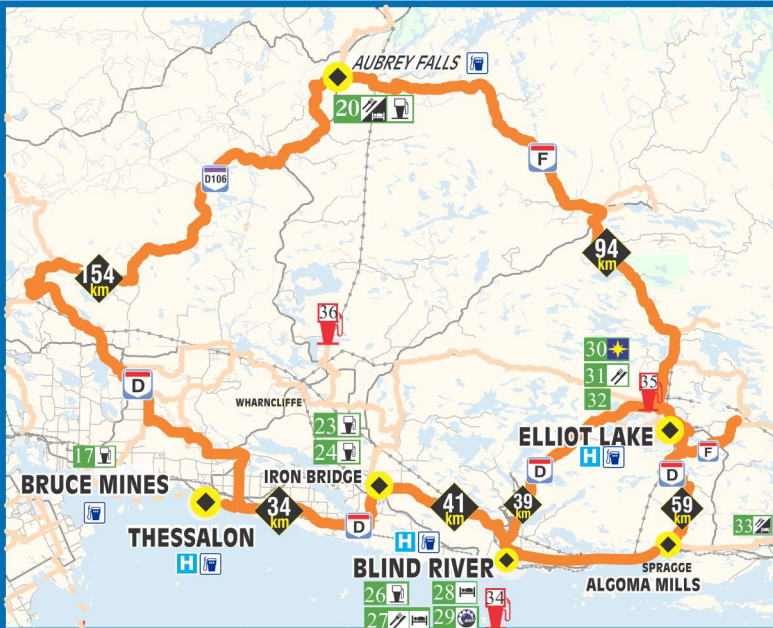 AUBREY FALLS
20
D106
F
154
km
94
km
36
D
30
31
35
32
WHARNCLIFFE
23
24
17
ELLIOT LAKE
H
D
D
F
BRUCE MINES
IRON BRIDGE
34
km
41
km
39
km
59
km
THESSALON
D
H
H
33
BLIND RIVER
SPRAGGE
ALGOMA MILLS
26
28
34
27
29